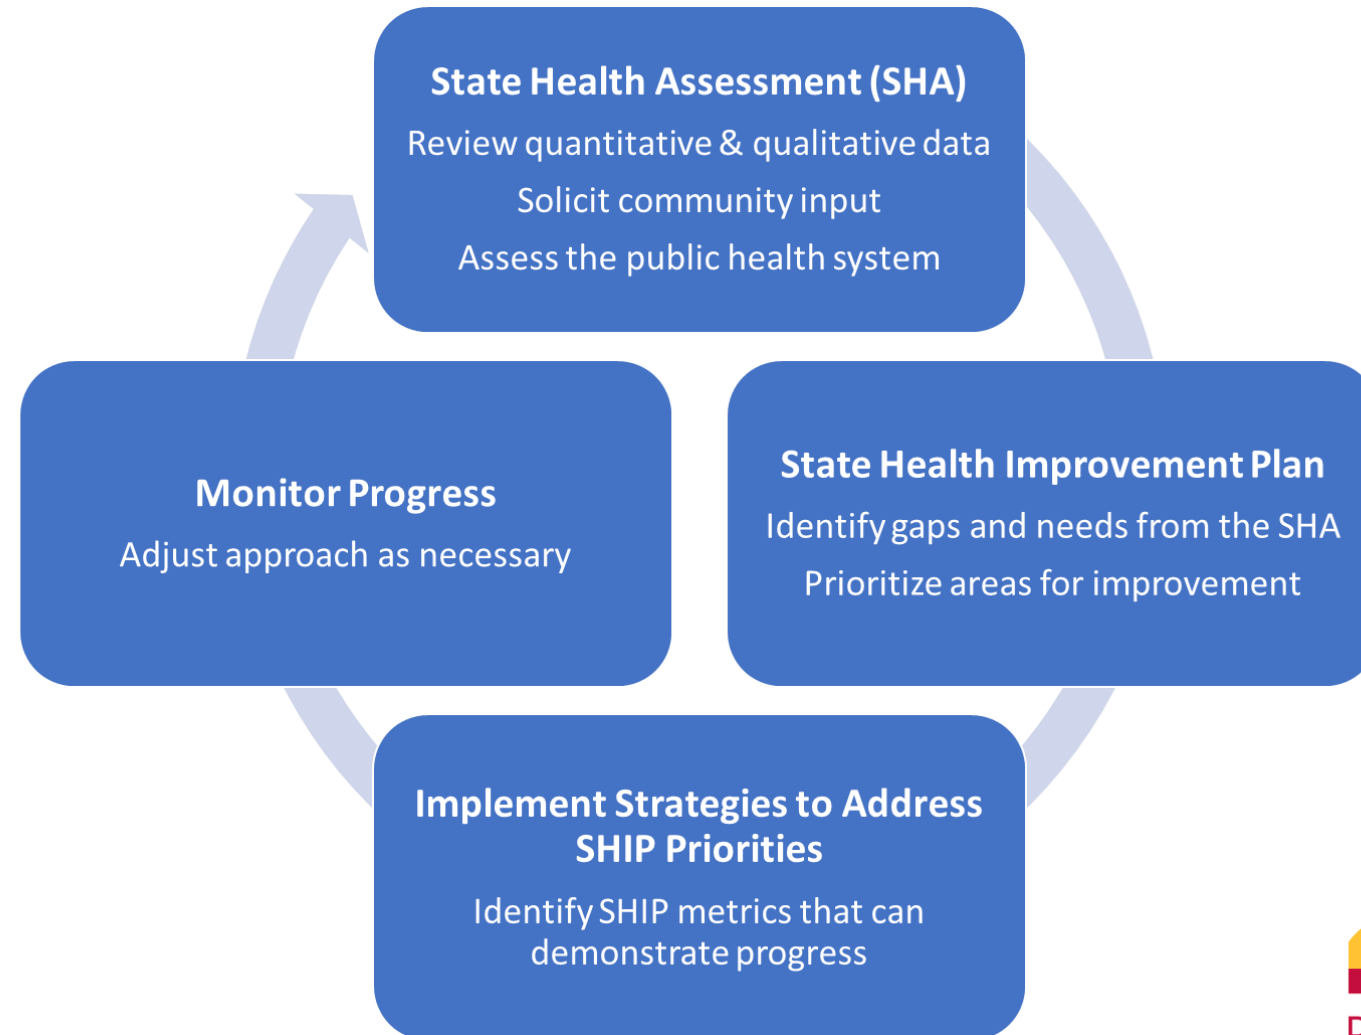 State Health Assessment (SHA)
Review quantitative & qualitative data
Solicit community input
Assess the public health system
State Health Improvement Plan
Identify gaps and needs from the SHA
Prioritize areas for improvement
Monitor Progress
Adjust approach as necessary
Implement Strategies to Address
SHIP Priorities
Identify SHIP metrics that can
demonstrate progress